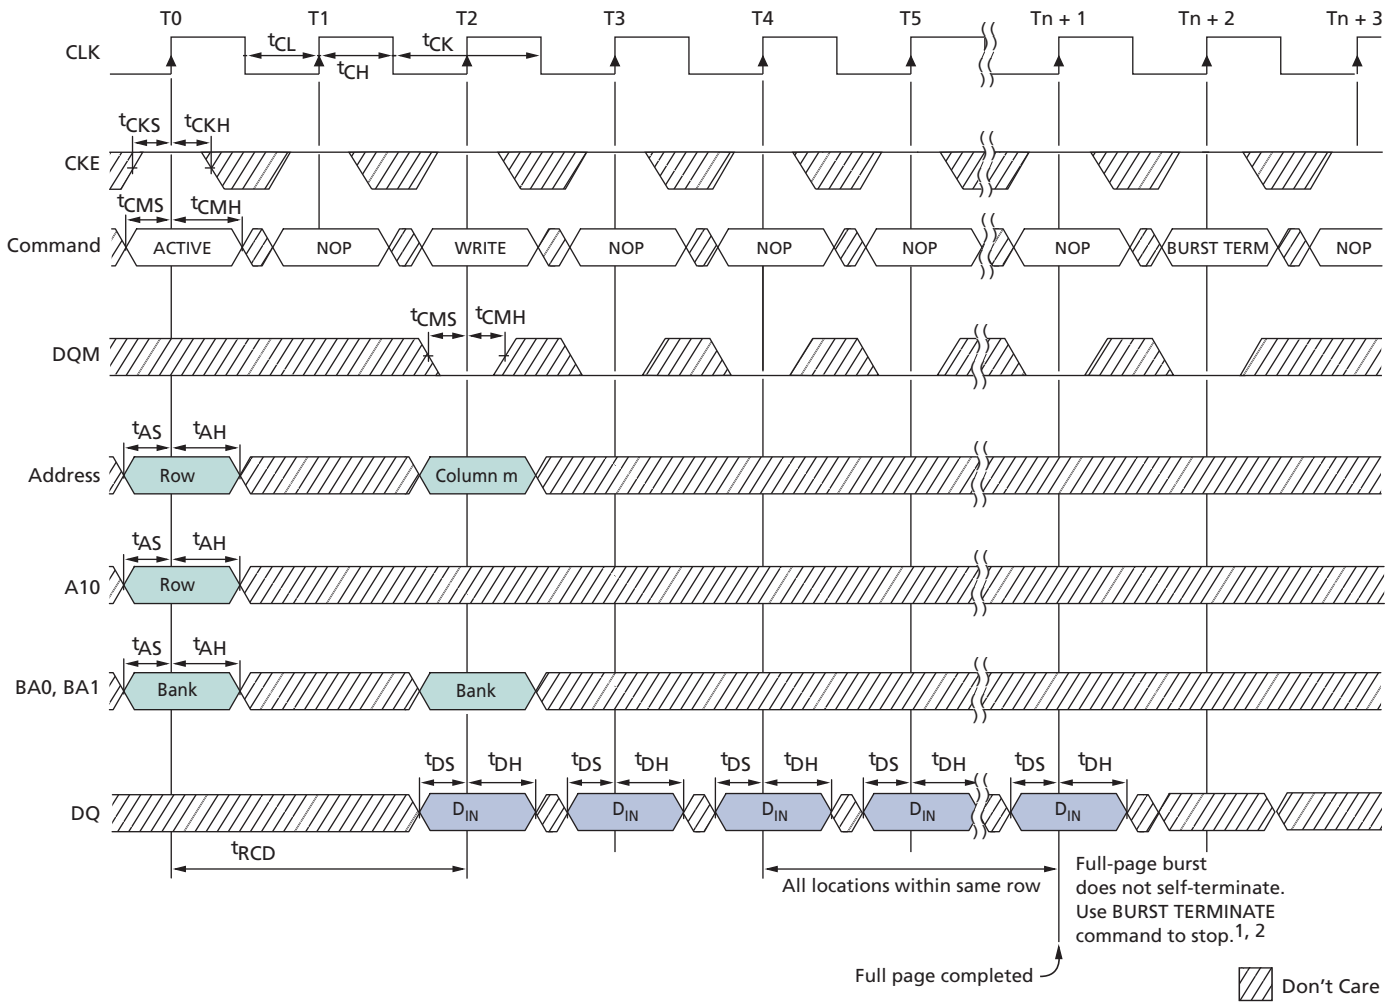 T0 T1 T2 T3 T4 T5 Tn + 1 Tn + 2 Tn + 3
CLK
tCL tCH tCK
tCKS tCKH
CKE
tCMS tCMH
Command ACTIVE NOP WRITE NOP NOP NOP NOP BURST TERM NOP
tCMS tCMH
DQM
tAS tAH
Address Row Column m
tAS tAH
A10 Row
tAS tAH
BA0, BA1 Bank Bank
tDS tDH tDS tDH tDS tDH tDS tDH tDS tDH
DQ DIN DIN DIN DIN DIN
tRCD
All locations within same row
Full-page burst
does not self-terminate.
Use BURST TERMINATE
command to stop.1, 2
Full page completed
Don't Care